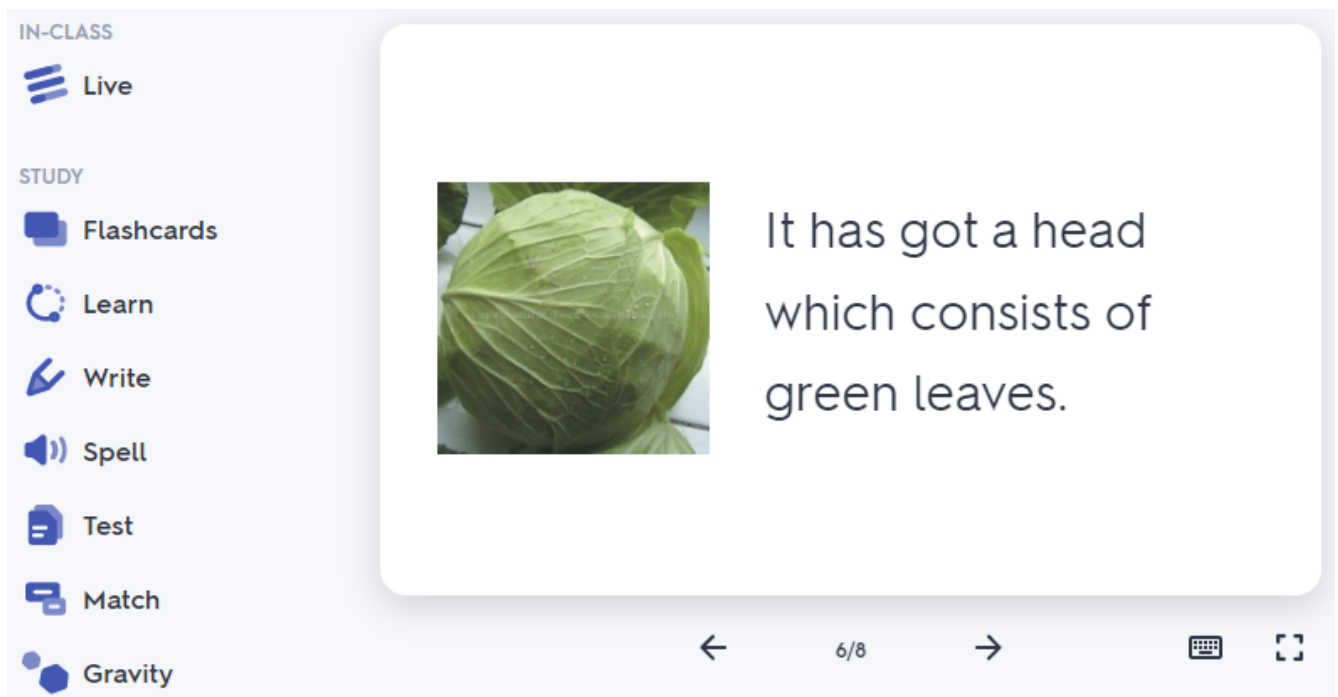 IN-CLASS
Live
STUDY
Flashcards
Learn
Write
Spell
Test
Match
Gravity
It has got a head
which consists of
green leaves.
6/8